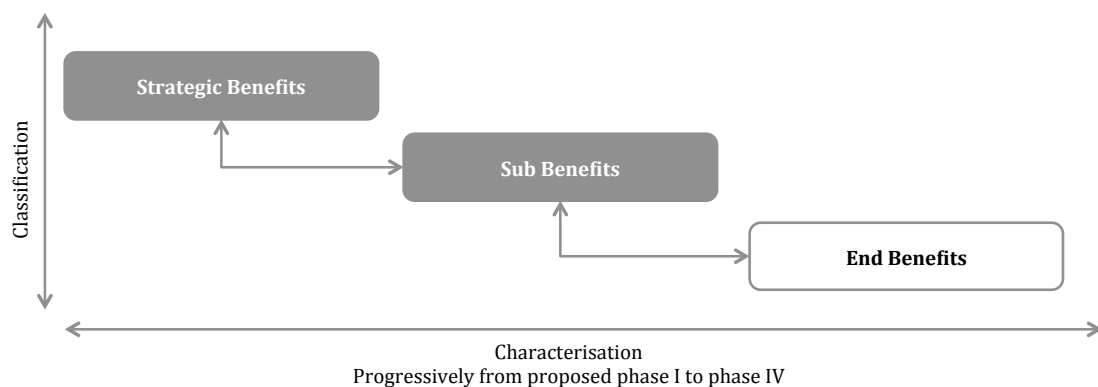 Strategic Benefits
Sub Benefits
End Benefits
Classification
Characterisation
Progressively from proposed phase I to phase IV